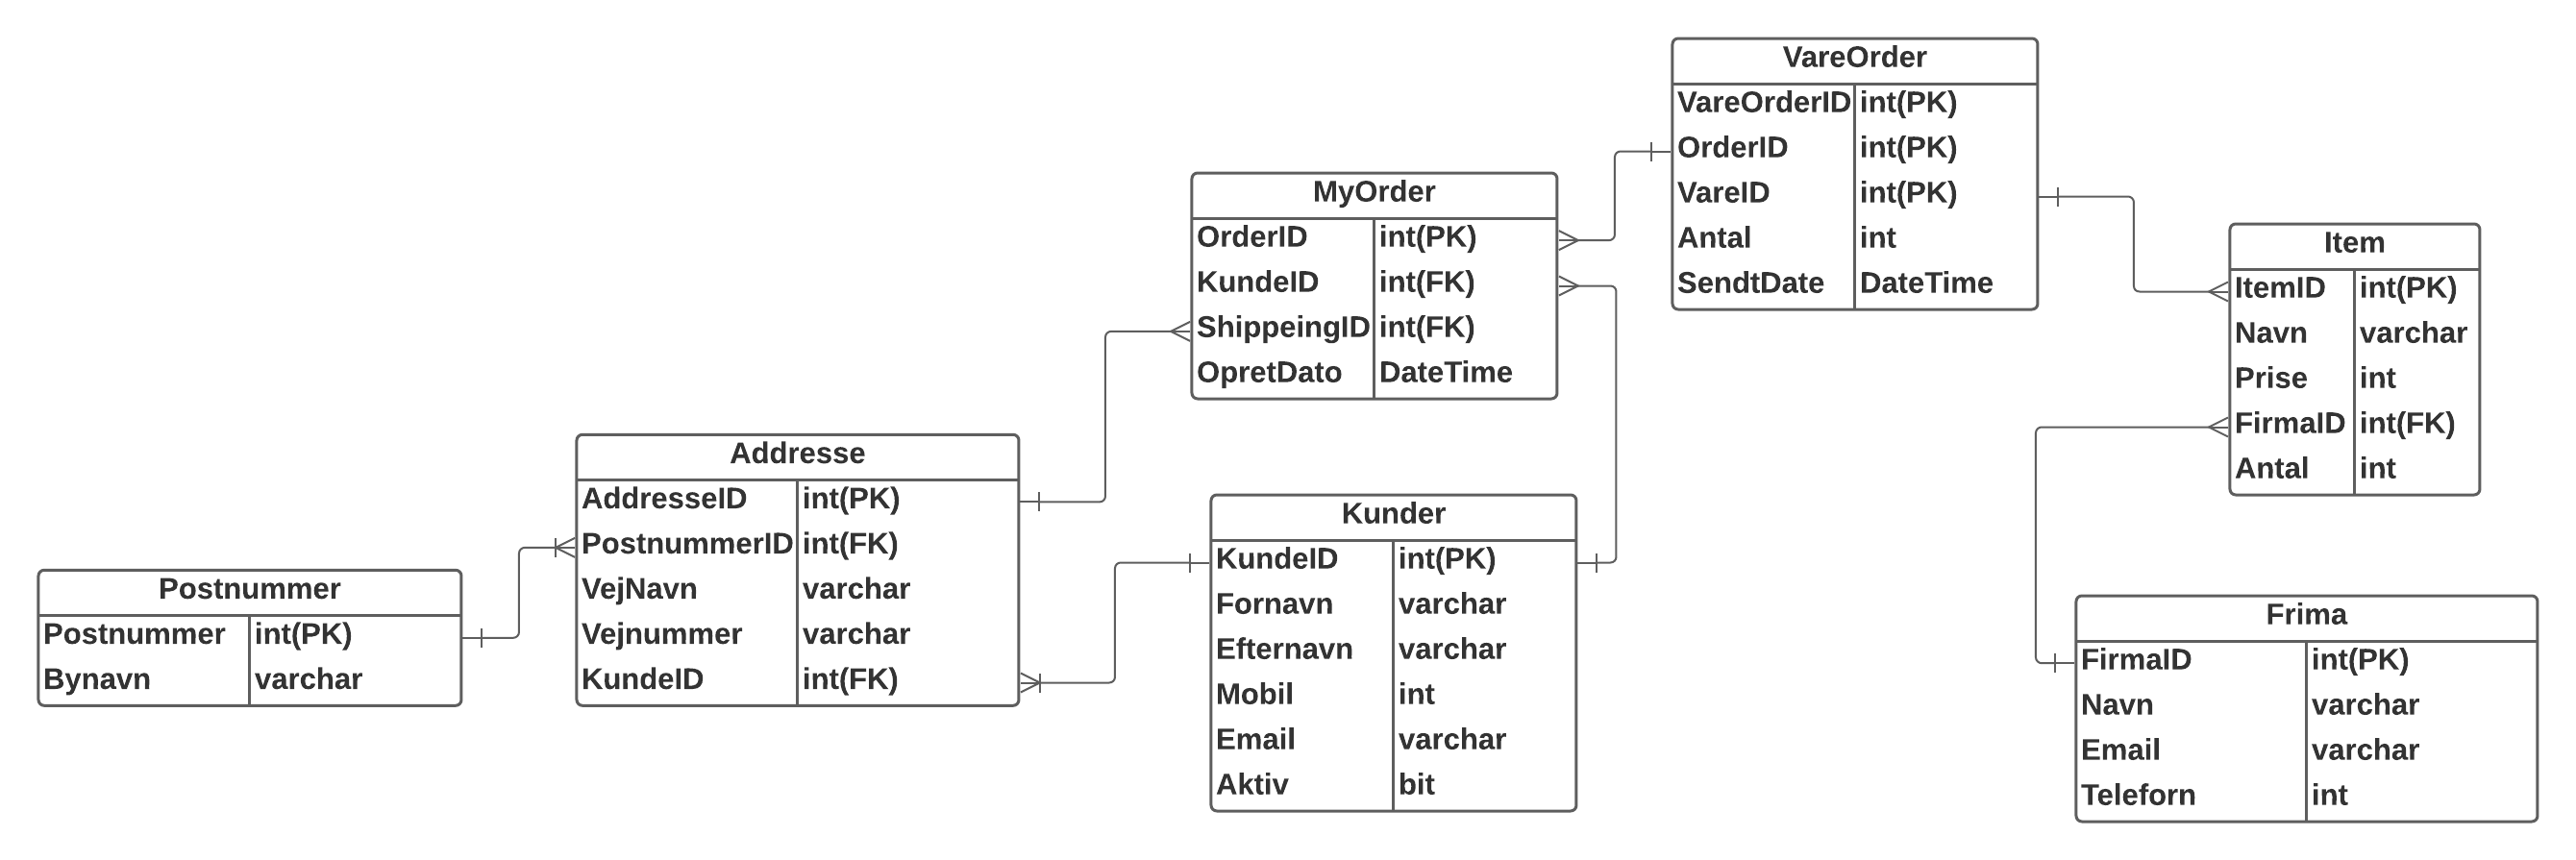 VareOrder
VareOrderID int(PK)
OrderID int(PK)
VareID int(PK)
Antal int
SendtDate DateTime
MyOrder
OrderID int(PK)
KundeID int(FK)
ShippeingID int(FK)
OpretDato DateTime
Item
ItemID int(PK)
Navn varchar
Prise int
FirmaID int(FK)
Antal int
Addresse
AddresseID int(PK)
PostnummerID int(FK)
VejNavn varchar
Vejnummer varchar
KundeID int(FK)
Kunder
KundeID int(PK)
Fornavn varchar
Efternavn varchar
Mobil int
Email varchar
Aktiv bit
Postnummer
Postnummer int(PK)
Bynavn varchar
Frima
FirmaID int(PK)
Navn varchar
Email varchar
Teleforn int